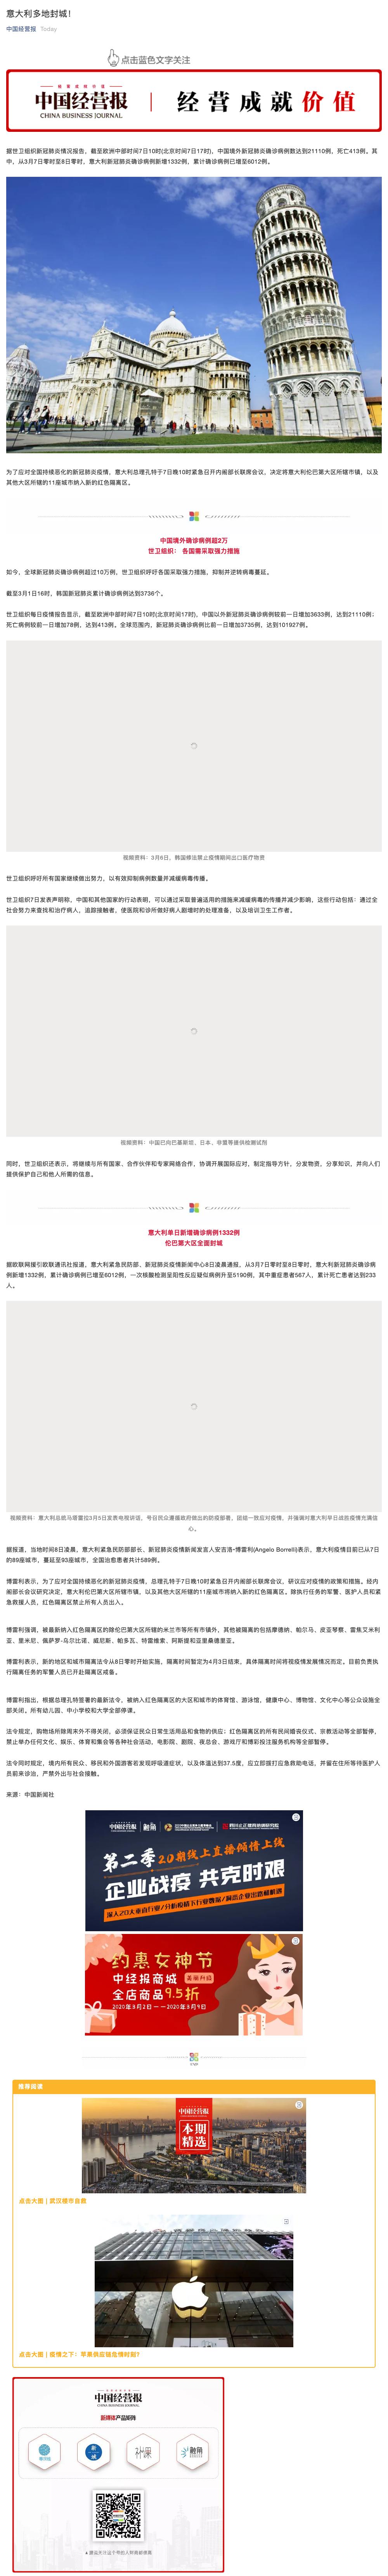 意大利多地封城！
中国经营报 Today
点击蓝色文字关注
中国经营报
CHINA BUSINESS JOURNAL
经营成就价值
据世卫组织新冠肺炎情况报告，截至欧洲中部时间7日10时(北京时间7日17时)，中国境外新冠肺炎确诊病例数达到21110例，死亡413例。其
中，从3月7日零时至8日零时，意大利新冠肺炎确诊病例新增1332例，累计确诊病例已增至6012例。
为了应对全国持续恶化的新冠肺炎疫情，意大利总理孔特于7日晚10时紧急召开内阁部长联席会议，决定将意大利伦巴第大区所辖市镇，以及
其他大区所辖的11座城市纳入新的红色隔离区。
中国境外确诊病例超2万
世卫组织： 各国需采取强力措施
如今，全球新冠肺炎确诊病例超过10万例，世卫组织呼吁各国采取强力措施，抑制并逆转病毒蔓延。
截至3月1日16时，韩国新冠肺炎累计确诊病例达到3736个。
世卫组织每日疫情报告显示，截至欧洲中部时间7日10时(北京时间17时)，中国以外新冠肺炎确诊病例较前一日增加3633例，达到21110例；
死亡病例较前一日增加78例，达到413例。全球范围内，新冠肺炎确诊病例比前一日增加3735例，达到101927例。
视频资料：3月6日，韩国修法禁止疫情期间出口医疗物资
世卫组织呼吁所有国家继续做出努力，以有效抑制病例数量并减缓病毒传播。
世卫组织7日发表声明称，中国和其他国家的行动表明，可以通过采取普遍适用的措施来减缓病毒的传播并减少影响，这些行动包括：通过全
社会努力来查找和治疗病人，追踪接触者，使医院和诊所做好病人剧增时的处理准备，以及培训卫生工作者。
视频资料：中国已向巴基斯坦、日本、非盟等提供检测试剂
同时，世卫组织还表示，将继续与所有国家、合作伙伴和专家网络合作，协调开展国际应对，制定指导方针，分发物资，分享知识，并向人们
提供保护自己和他人所需的信息。
意大利单日新增确诊病例1332例
伦巴第大区全面封城
据欧联网援引欧联通讯社报道，意大利紧急民防部、新冠肺炎疫情新闻中心8日凌晨通报，从3月7日零时至8日零时，意大利新冠肺炎确诊病
例新增1332例，累计确诊病例已增至6012例，一次核酸检测呈阳性反应疑似病例升至5190例，其中重症患者567人，累计死亡患者达到233
人。
视频资料：意大利总统马塔雷拉3月5日发表电视讲话，号召民众遵循政府做出的防疫部署，团结一致应对疫情，并强调对意大利早日战胜疫情充满信
心。
据报道，当地时间8日凌晨，意大利紧急民防部部长、新冠肺炎疫情新闻发言人安吉洛-博雷利(Angelo Borrelli)表示，意大利疫情目前已从7日
的89座城市，蔓延至93座城市，全国治愈患者共计589例。
博雷利表示，为了应对全国持续恶化的新冠肺炎疫情，总理孔特于7日晚10时紧急召开内阁部长联席会议，研议应对疫情的政策和措施。经内
阁部长会议研究决定，意大利伦巴第大区所辖市镇，以及其他大区所辖的11座城市将纳入新的红色隔离区。除执行任务的军警、医护人员和紧
急救援人员，红色隔离区禁止所有人员出入。
博雷利强调，被最新纳入红色隔离区的除伦巴第大区所辖的米兰市等所有市镇外，其他被隔离的包括摩德纳、帕尔马、皮亚琴察、雷焦艾米利
亚、里米尼、佩萨罗-乌尔比诺、威尼斯、帕多瓦、特雷维索、阿斯提和亚里桑德里亚。
博雷利表示，新的地区和城市隔离法令从8日零时开始实施，隔离时间暂定为4月3日结束，具体隔离时间将视疫情发展情况而定。目前负责执
行隔离任务的军警人员已开赴隔离区戒备。
博雷利指出，根据总理孔特签署的最新法令，被纳入红色隔离区的大区和城市的体育馆、游泳馆，健康中心、博物馆，文化中心等公众设施全
部关闭。所有幼儿园、中小学校和大学全部停课。
法令规定，购物场所除周末外不得关闭，必须保证民众日常生活用品和食物的供应；红色隔离区的所有民间婚丧仪式、宗教活动等全部暂停，
禁止举办任何文化、娱乐、体育和集会等各种社会活动，电影院、剧院、夜总会、游戏厅和博彩投注服务机构等全部暂停。
法令同时规定，境内所有民众、移民和外国游客若发现呼吸道症状，以及体温达到37.5度，应立即拨打应急救助电话，并留在住所等待医护人
员前来诊治，严禁外出与社会接触。
来源：中国新闻社
中国经营报
融角
第二季20期线上直播倾情上线
企业战疫 共克时艰
约惠女神节
中经报商城
美丽升级
全店商品9.5折
2020年3月2日——2020年3月9日
推荐阅读
中国经营报
本期
精选
点击大图 | 武汉城市自救
点击大图 | 疫情之下：苹果供应链危情时刻?
中国经营报
CHINA BUSINESS JOURNAL
新媒体产品矩阵
融角